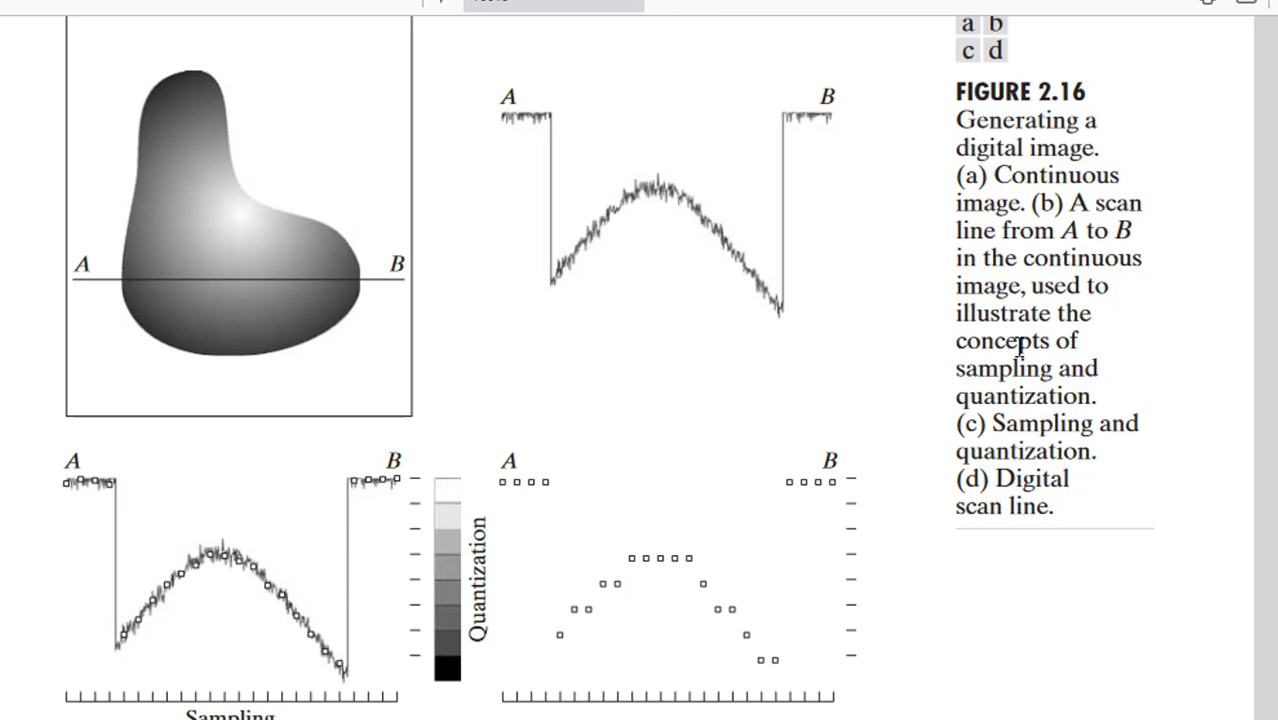 a b
c d
FIGURE 2.16
Generating a
digital image.
(a) Continuous
image. (b) A scan
line from A to B
in the continuous
image, used to
illustrate the
concepts of
sampling and
quantization.
(c) Sampling and
quantization.
(d) Digital
scan line.
A B
A B
A B
Quantization
Sampling
A B